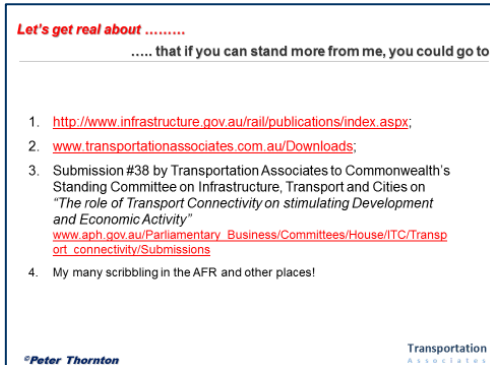 Let's get real about .........
..... that if you can stand more from me, you could go to
1. http://www.infrastructure.gov.au/rail/publications/index.aspx;
2. www.transportationassociates.com.au/Downloads;
3. Submission #38 by Transportation Associates to Commonwealth's
Standing Committee on Infrastructure, Transport and Cities on
"The role of Transport Connectivity on stimulating Development
and Economic Activity"
www.aph.gov.au/Parliamentary_Business/Committees/House/ITC/Transp
ort_connectivity/Submissions
4. My many scribbling in the AFR and other places!
©Peter Thornton
Transportation
Associates